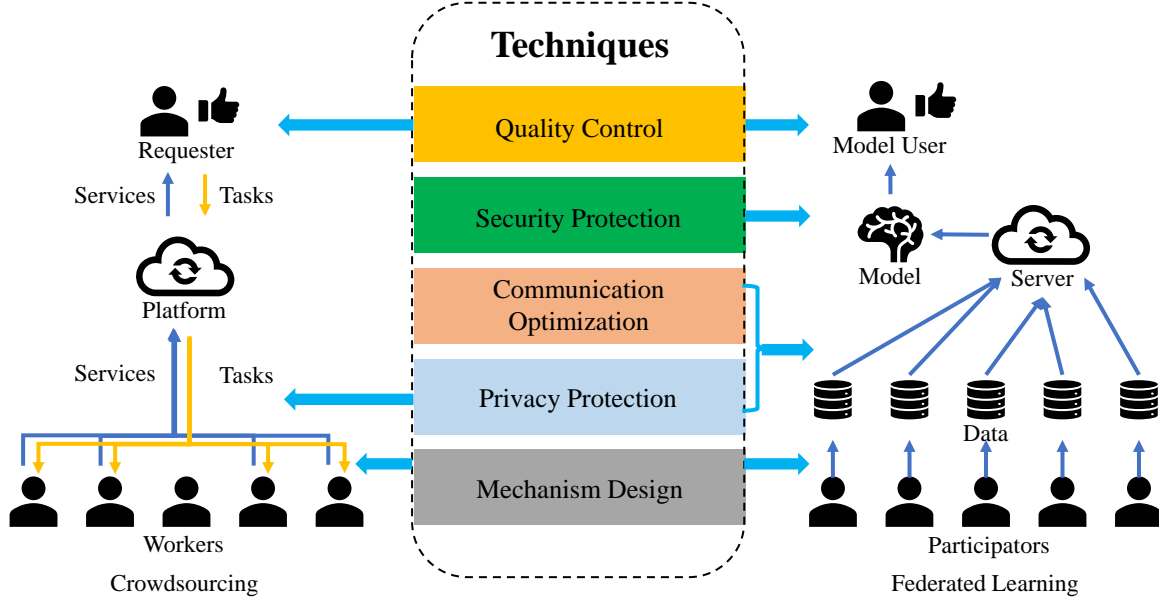 Techniques
Quality Control
Security Protection
Communication
Optimization
Privacy Protection
Mechanism Design
Requester
Services
Tasks
Platform
Services
Tasks
Workers
Crowdsourcing
Model User
Model
Server
Data
Participators
Federated Learning